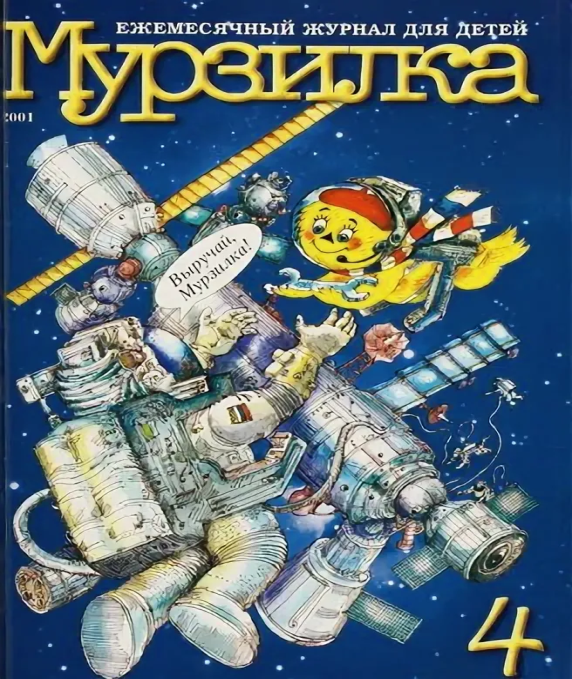 ЕЖЕМЕСЯЧНЫЙ ЖУРНАЛ ДЛЯ ДЕТЕЙ
Мурзилка
2001
Выручай,
Мурзилка!
4